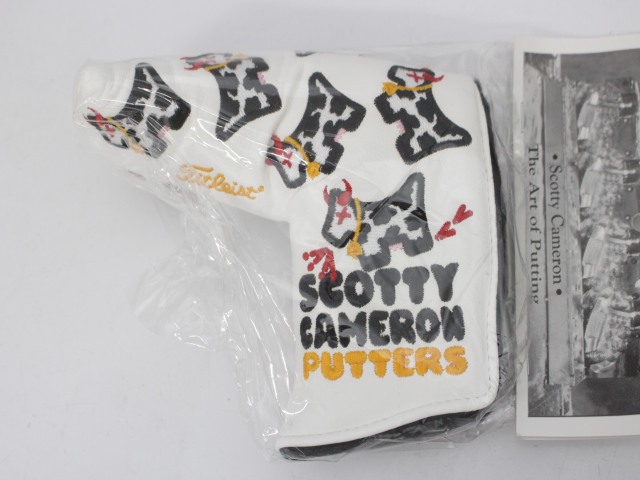 Titleist
SCOTTY
CAMERON
PUTTERS
• Scotty Cameron •
The Art of Putting